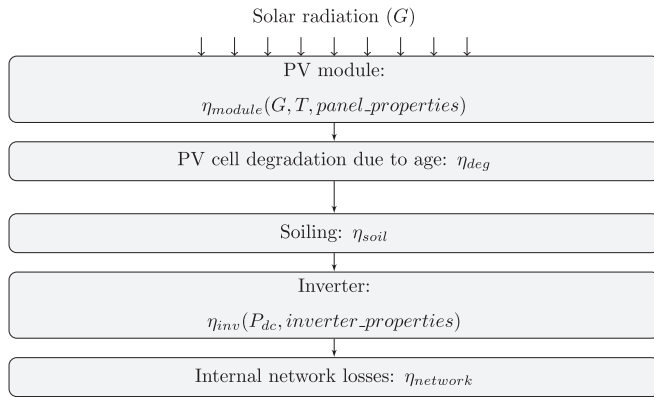 Solar radiation (G)
PV module:
η_module(G, T, panel_properties)
PV cell degradation due to age: η_deg
Soiling: η_soil
Inverter:
η_inv(P_dc, inverter_properties)
Internal network losses: η_network